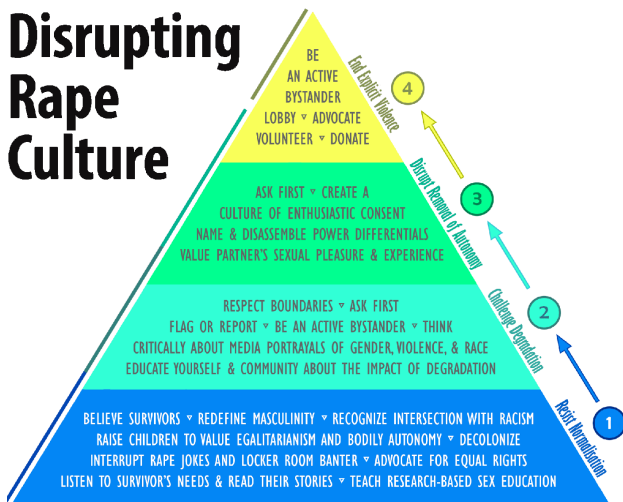 Disrupting
Rape
Culture
BE
AN ACTIVE
BYSTANDER
LOBBY ▿ ADVOCATE
VOLUNTEER ▿ DONATE
End Explicit Violence
4
ASK FIRST ▿ CREATE A
CULTURE OF ENTHUSIASTIC CONSENT
NAME & DISASSEMBLE POWER DIFFERENTIALS
VALUE PARTNER'S SEXUAL PLEASURE & EXPERIENCE
Disrupt Removal of Autonomy
3
RESPECT BOUNDARIES ▿ ASK FIRST
FLAG OR REPORT ▿ BE AN ACTIVE BYSTANDER ▿ THINK
CRITICALLY ABOUT MEDIA PORTRAYALS OF GENDER, VIOLENCE, & RACE
EDUCATE YOURSELF & COMMUNITY ABOUT THE IMPACT OF DEGRADATION
Challenge Degradation
2
BELIEVE SURVIVORS ▿ REDEFINE MASCULINITY ▿ RECOGNIZE INTERSECTION WITH RACISM
RAISE CHILDREN TO VALUE EGALITARIANISM AND BODILY AUTONOMY ▿ DECOLONIZE
INTERRUPT RAPE JOKES AND LOCKER ROOM BANTER ▿ ADVOCATE FOR EQUAL RIGHTS
LISTEN TO SURVIVOR'S NEEDS & READ THEIR STORIES ▿ TEACH RESEARCH-BASED SEX EDUCATION
Resist Normalisation
1